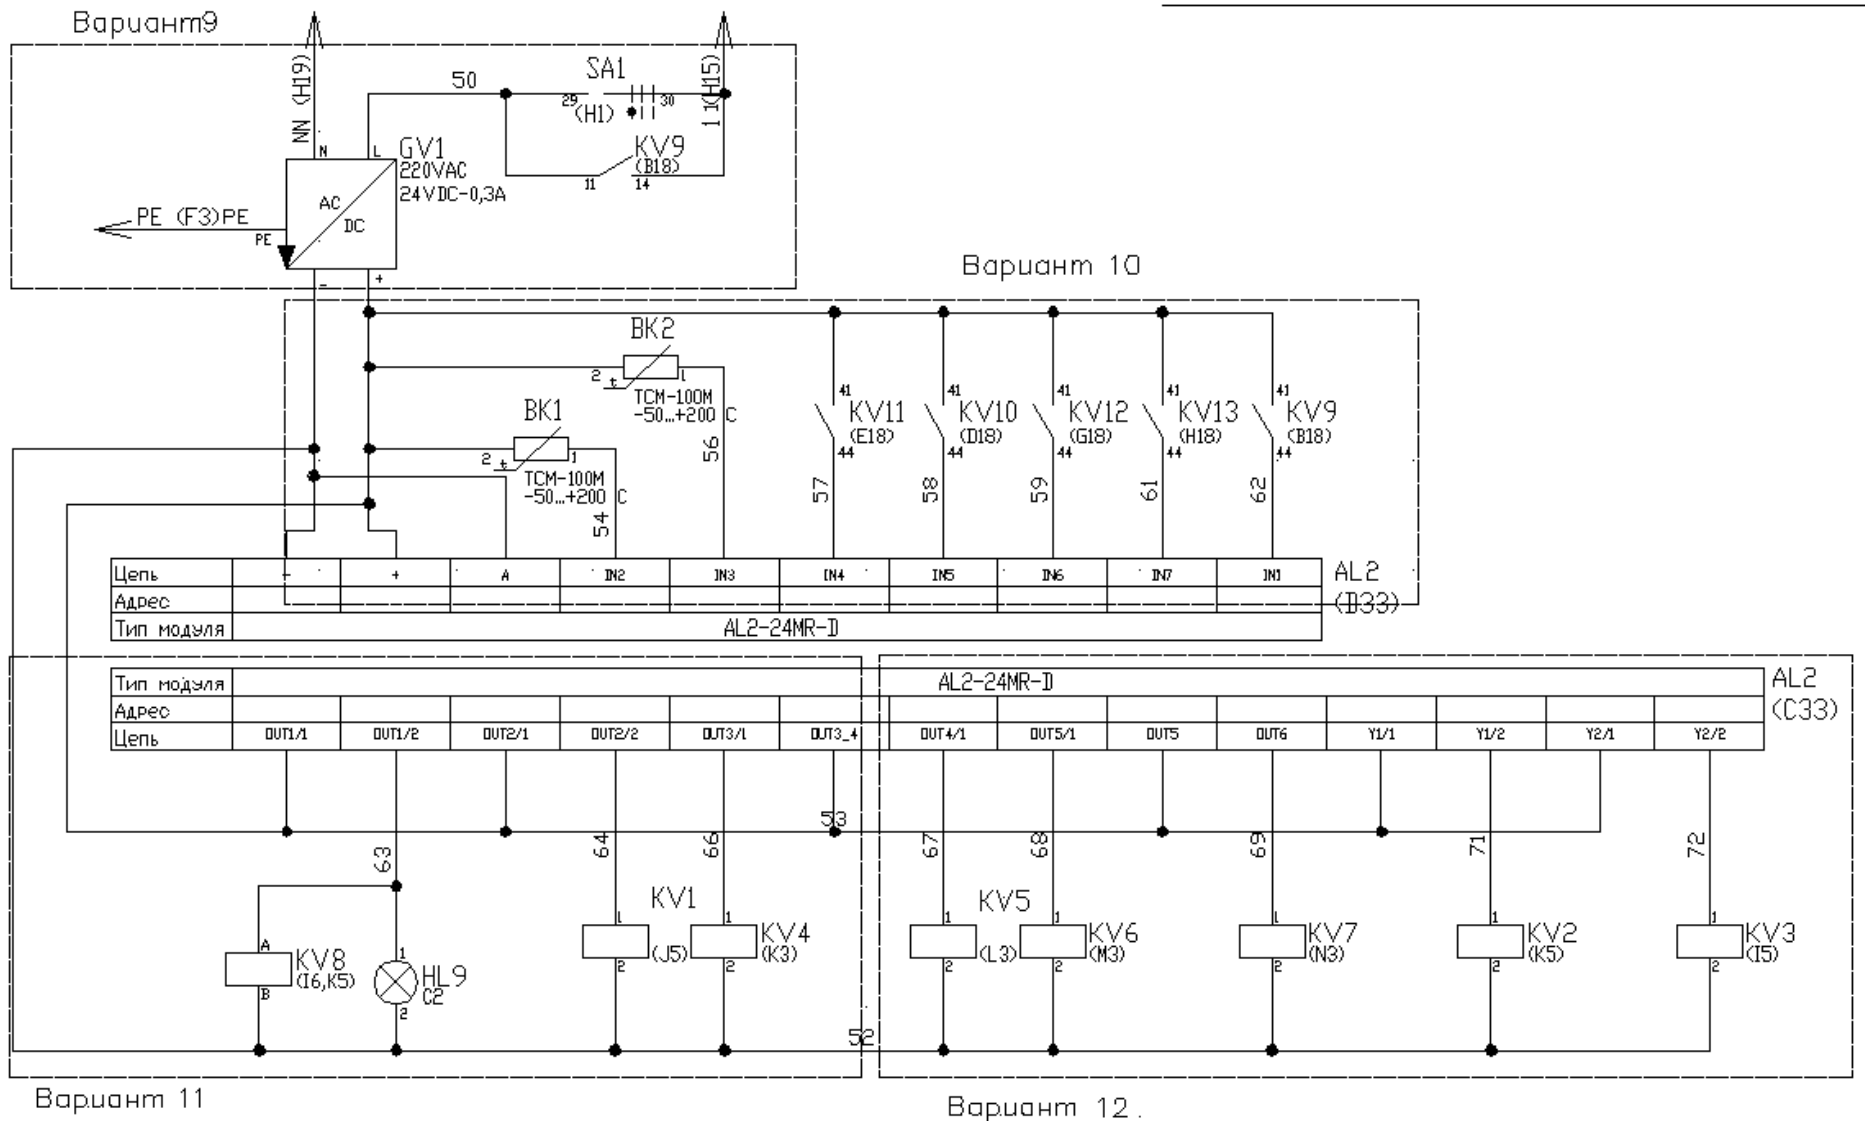 Вариант9
NN (H19)
50
SA1
29
30
(H1)
1 1(H15)
KV9
(B18)
11
14
N
L
GV1
220VAC
24VDC-0,3A
AC
DC
PE (F3)PE
PE
-
+
Вариант 10
BK2
2
t
1
TCM-100M
-50...+200 C
56
BK1
2
t
1
TCM-100M
-50...+200 C
54
41
KV11
(E18)
44
57
41
KV10
(D18)
44
58
41
KV12
(G18)
44
59
41
KV13
(H18)
44
61
41
KV9
(B18)
44
62
Цепь - + A IN2 IN3 IN4 IN5 IN6 IN7 IN1
Адрес
Тип модуля AL2-24MR-D
AL2
(D33)
Тип модуля AL2-24MR-D
Адрес
Цепь OUT1/1 OUT1/2 OUT2/1 OUT2/2 OUT3/1 OUT3_4 OUT4/1 OUT5/1 OUT5 OUT6 Y1/1 Y1/2 Y2/1 Y2/2
AL2
(C33)
53
63
64
66
67
68
69
71
72
A
KV8
(I6,K5)
B
1
HL9
C2
2
1
KV1
(J5)
2
1
KV4
(K3)
2
1
KV5
(L3)
2
1
KV6
(M3)
2
1
KV7
(N3)
2
1
KV2
(K5)
2
1
KV3
(I5)
2
52
Вариант 11
Вариант 12.